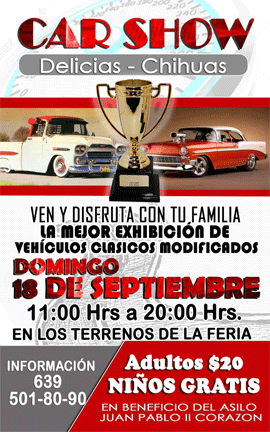 CAR SHOW
Delicias - Chihuas
VEN Y DISFRUTA CON TU FAMILIA
LA MEJOR EXHIBICIÓN DE
VEHÍCULOS CLASICOS MODIFICADOS
DOMINGO
18 DE SEPTIEMBRE
11:00 Hrs a 20:00 Hrs.
EN LOS TERRENOS DE LA FERIA
INFORMACIÓN
639
501-80-90
Adultos $20
NIÑOS GRATIS
EN BENEFICIO DEL ASILO
JUAN PABLO II CORAZON